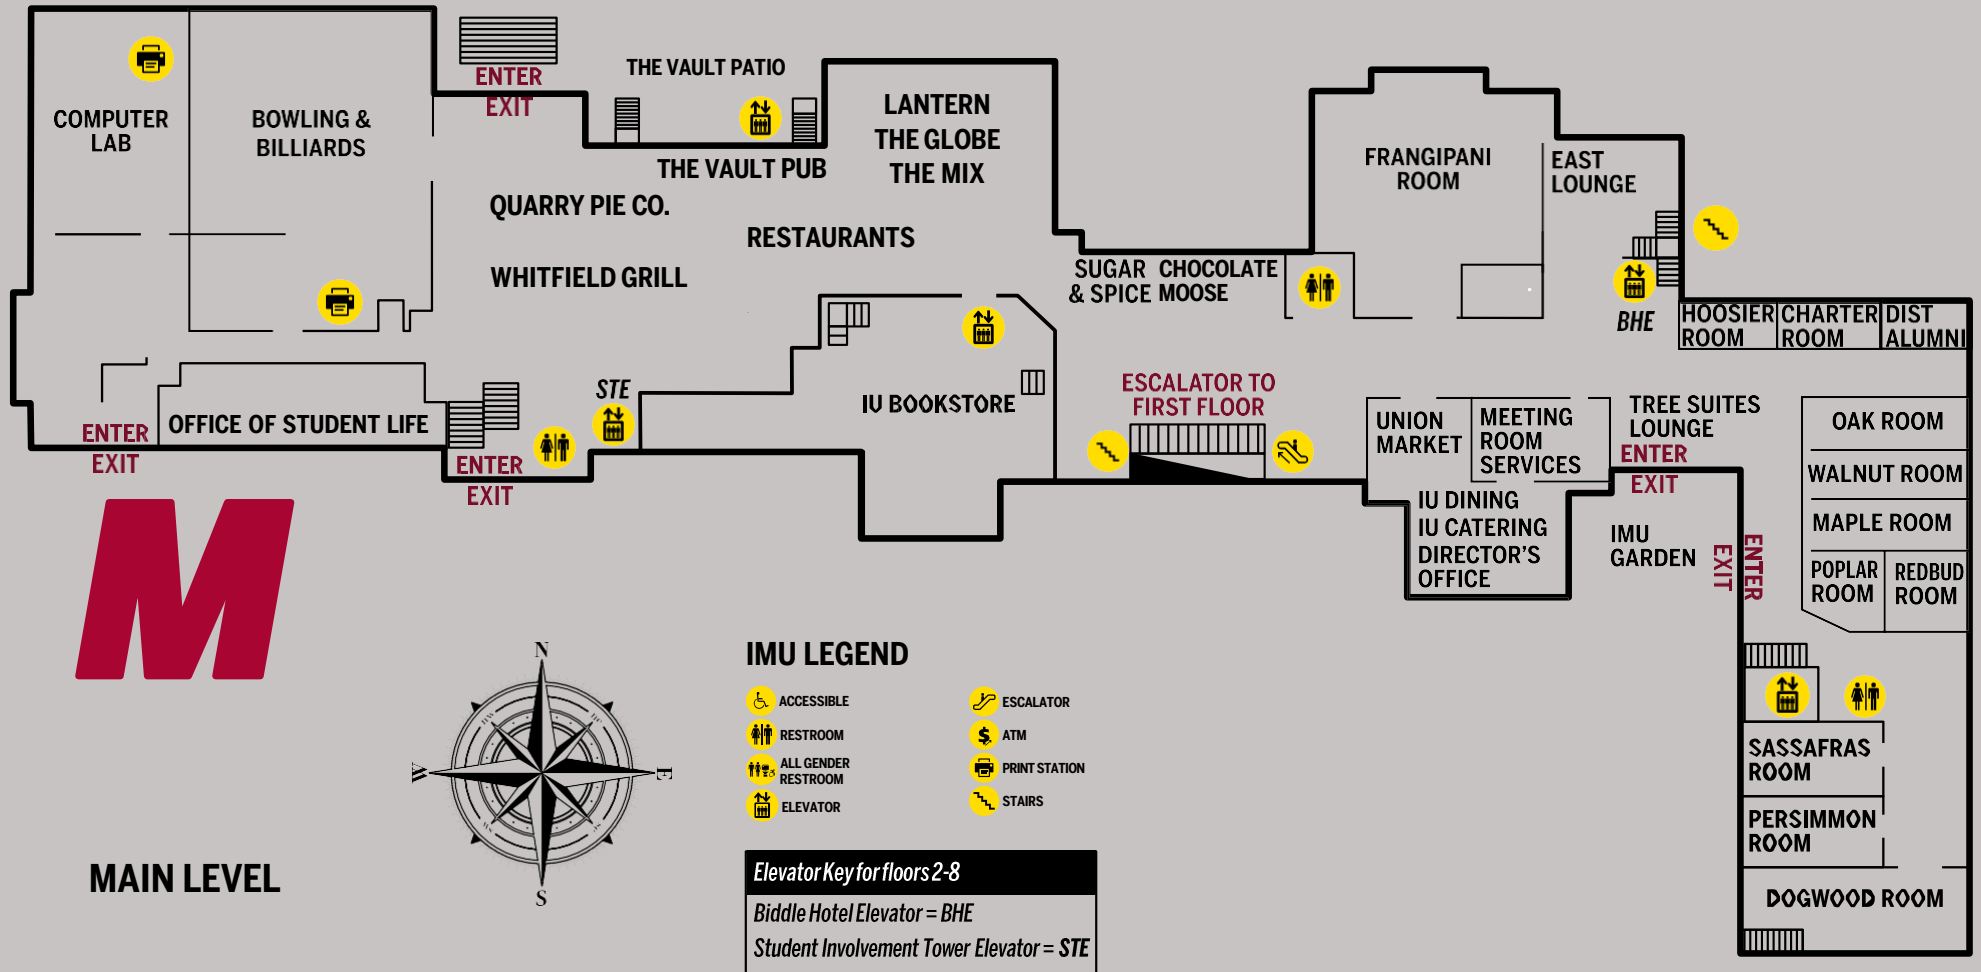 COMPUTER
LAB
BOWLING &
BILLIARDS
ENTER
EXIT
THE VAULT PATIO
THE VAULT PUB
QUARRY PIE CO.
WHITFIELD GRILL
LANTERN
THE GLOBE
THE MIX
RESTAURANTS
SUGAR
& SPICE
CHOCOLATE
MOOSE
FRANGIPANI
ROOM
EAST
LOUNGE
BHE
HOOSIER
ROOM
CHARTER
ROOM
DIST
ALUMNI
OFFICE OF STUDENT LIFE
ENTER
EXIT
ENTER
EXIT
STE
IU BOOKSTORE
ESCALATOR TO
FIRST FLOOR
UNION
MARKET
MEETING
ROOM
SERVICES
TREE SUITES
LOUNGE
ENTER
EXIT
IU DINING
IU CATERING
DIRECTOR'S
OFFICE
IMU
GARDEN
ENTER
EXIT
OAK ROOM
WALNUT ROOM
MAPLE ROOM
POPLAR
ROOM
REDBUD
ROOM
SASSAFRAS
ROOM
PERSIMMON
ROOM
DOGWOOD ROOM
M
MAIN LEVEL
N
E
S
W
IMU LEGEND
ACCESSIBLE
RESTROOM
ALL GENDER
RESTROOM
ELEVATOR
ESCALATOR
ATM
PRINT STATION
STAIRS
Elevator Key for floors 2-8
Biddle Hotel Elevator = BHE
Student Involvement Tower Elevator = STE